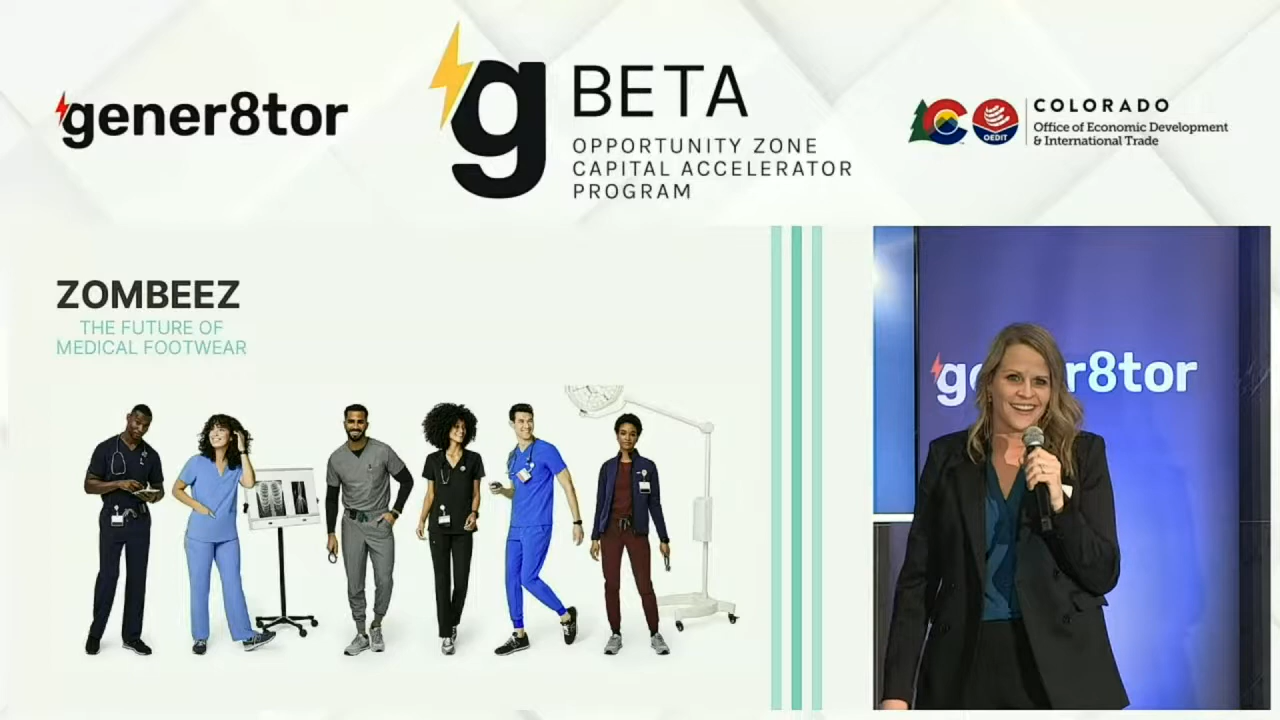 gener8tor
g BETA
OPPORTUNITY ZONE
CAPITAL ACCELERATOR
PROGRAM
OEDIT
COLORADO
Office of Economic Development
& International Trade
ZOMBEEZ
THE FUTURE OF
MEDICAL FOOTWEAR
gener8tor